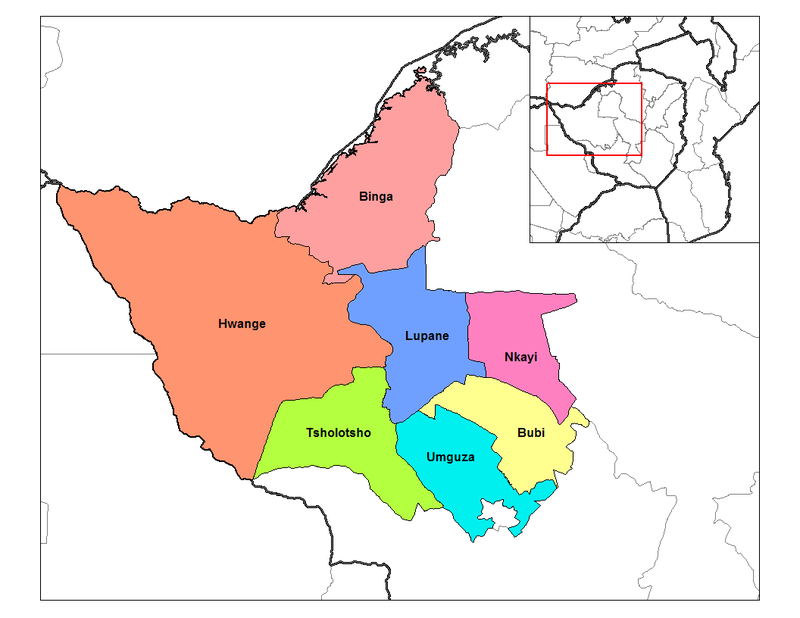 Binga
Hwange
Lupane
Nkayi
Tsholotsho
Bubi
Umguza